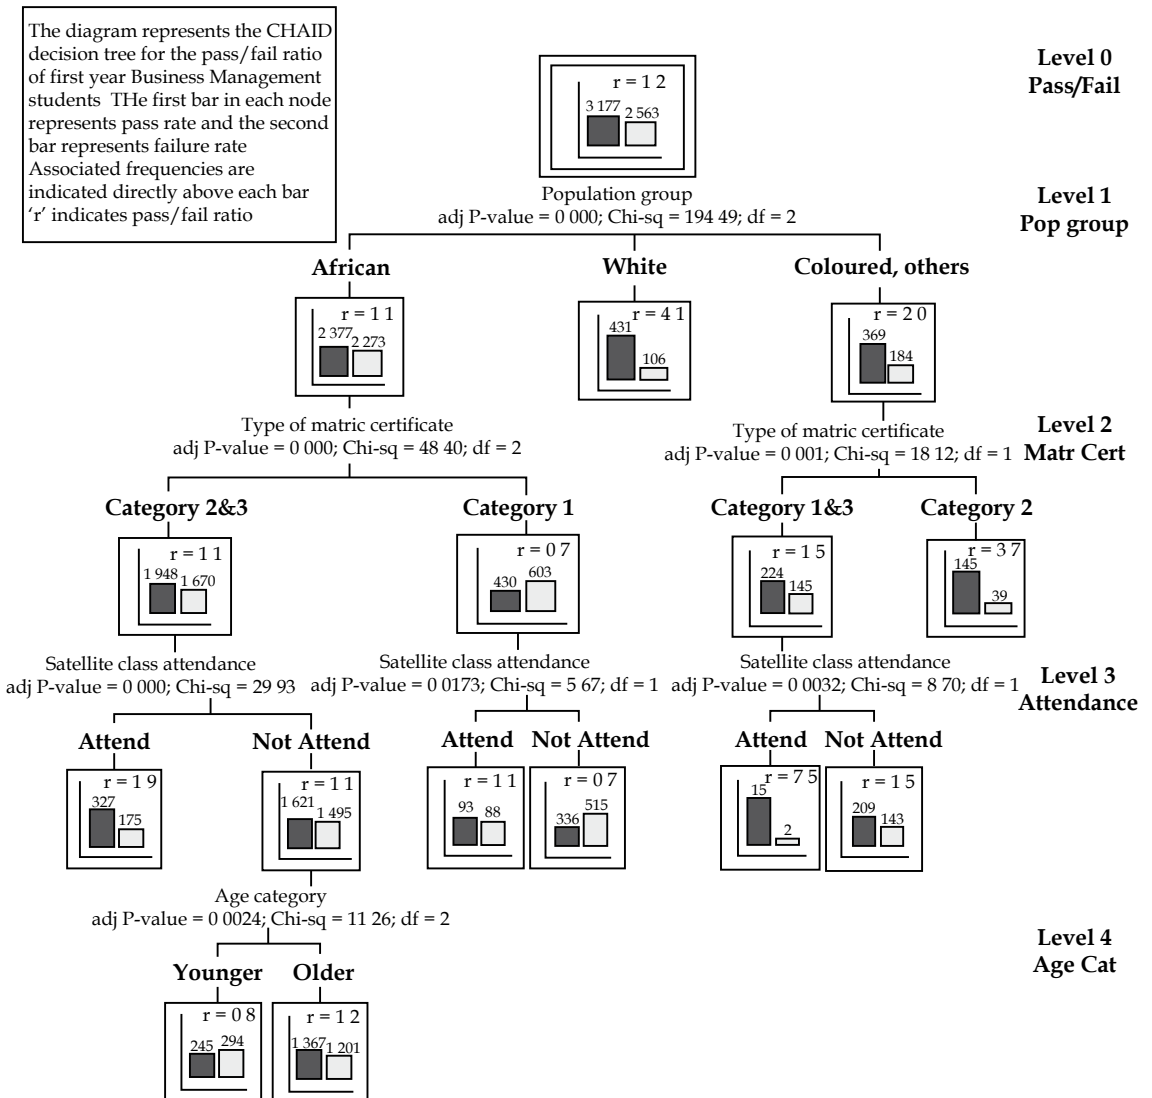 The diagram represents the CHAID
decision tree for the pass/fail ratio
of first year Business Management
students THe first bar in each node
represents pass rate and the second
bar represents failure rate
Associated frequencies are
indicated directly above each bar
‘r’ indicates pass/fail ratio
Level 0
Pass/Fail
r = 1 2
3 177
2 563
Population group
adj P-value = 0 000; Chi-sq = 194 49; df = 2
Level 1
Pop group
African
White
Coloured, others
r = 1 1
2 377
2 273
r = 4 1
431
106
r = 2 0
369
184
Type of matric certificate
adj P-value = 0 000; Chi-sq = 48 40; df = 2
Type of matric certificate
adj P-value = 0 001; Chi-sq = 18 12; df = 1
Level 2
Matr Cert
Category 2&3
Category 1
Category 1&3
Category 2
r = 1 1
1 948
1 670
r = 0 7
430
603
r = 1 5
224
145
r = 3 7
145
39
Satellite class attendance
adj P-value = 0 000; Chi-sq = 29 93
Satellite class attendance
adj P-value = 0 0173; Chi-sq = 5 67; df = 1
Satellite class attendance
adj P-value = 0 0032; Chi-sq = 8 70; df = 1
Level 3
Attendance
Attend
Not Attend
Attend
Not Attend
Attend
Not Attend
r = 1 9
327
175
r = 1 1
1 621
1 495
r = 1 1
93
88
r = 0 7
336
515
r = 7 5
15
2
r = 1 5
209
143
Age category
adj P-value = 0 0024; Chi-sq = 11 26; df = 2
Level 4
Age Cat
Younger
Older
r = 0 8
245
294
r = 1 2
1 367
1 201